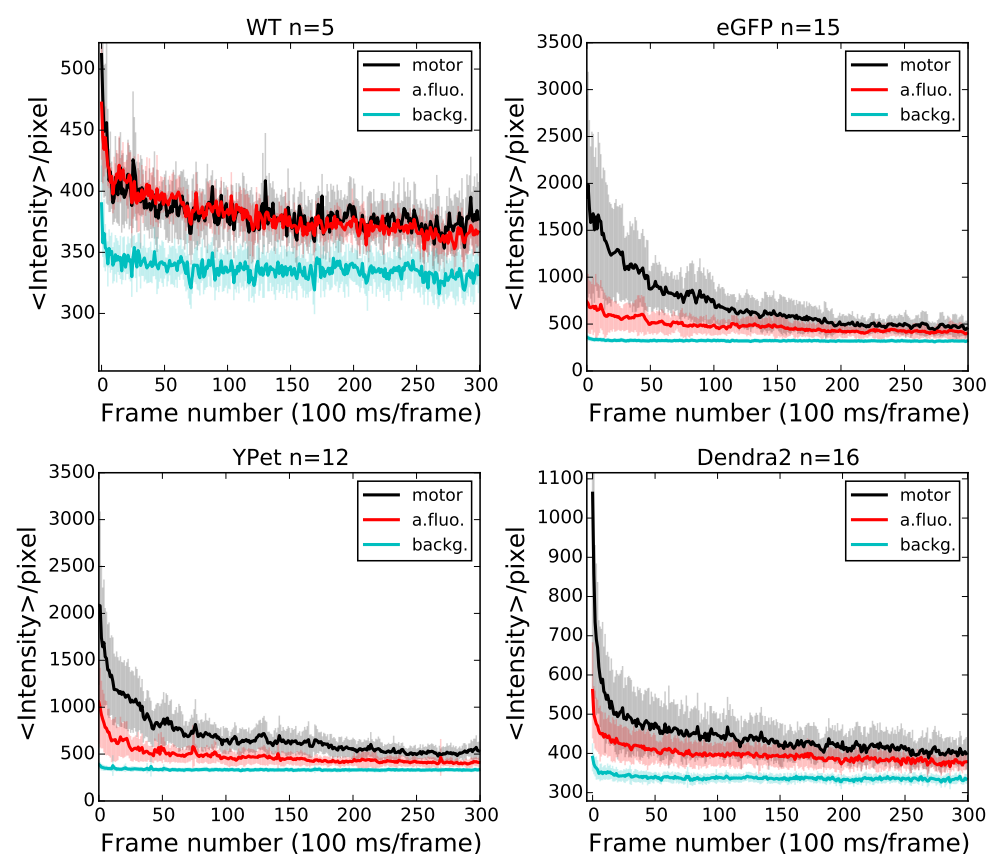 WT n=5
<Intensity>/pixel
500
450
400
350
300
motor
a.fluo.
backg.
0 50 100 150 200 250 300
Frame number (100 ms/frame)
eGFP n=15
<Intensity>/pixel
3500
3000
2500
2000
1500
1000
500
0
motor
a.fluo.
backg.
0 50 100 150 200 250 300
Frame number (100 ms/frame)
YPet n=12
<Intensity>/pixel
3500
3000
2500
2000
1500
1000
500
0
motor
a.fluo.
backg.
0 50 100 150 200 250 300
Frame number (100 ms/frame)
Dendra2 n=16
<Intensity>/pixel
1100
1000
900
800
700
600
500
400
300
motor
a.fluo.
backg.
0 50 100 150 200 250 300
Frame number (100 ms/frame)